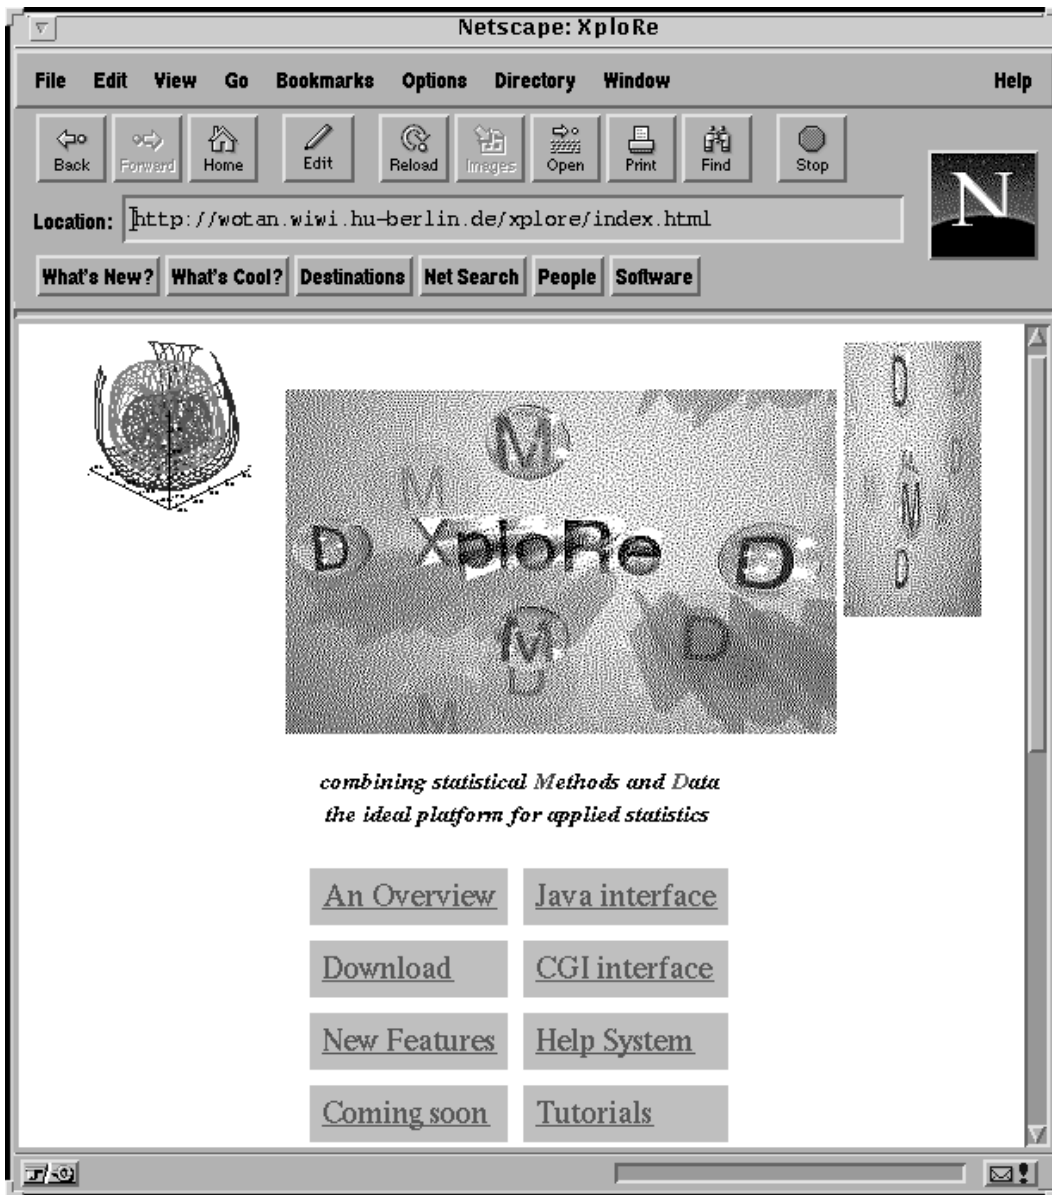 Netscape: XploRe
File Edit View Go Bookmarks Options Directory Window Help
Back Forward Home Edit Reload Images Open Print Find Stop
N
Location: http://wotan.wiwi.hu-berlin.de/xplore/index.html
What's New? What's Cool? Destinations Net Search People Software
D
M
M
D XploRe D
M
D
M
D
M D
U
M
combining statistical Methods and Data
the ideal platform for applied statistics
An Overview Java interface
Download CGI interface
New Features Help System
Coming soon Tutorials